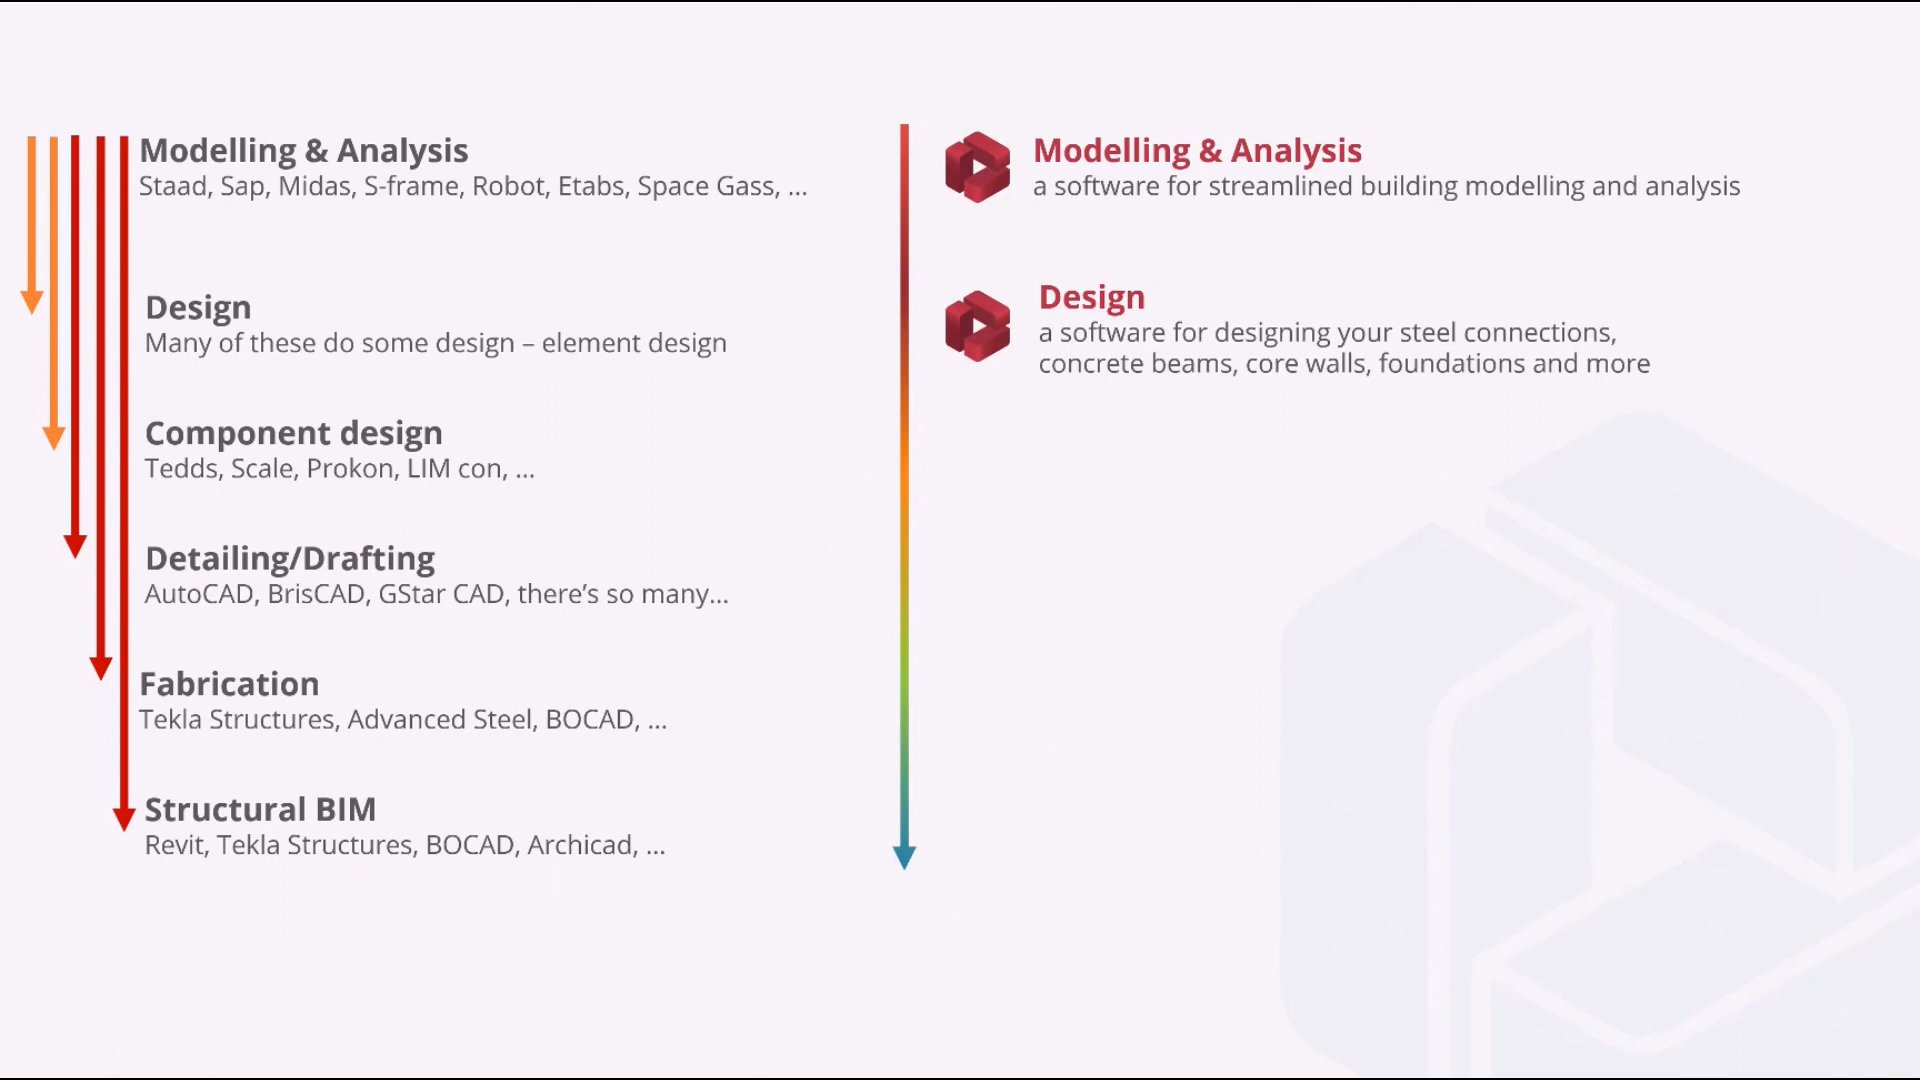 Modelling & Analysis
Staad, Sap, Midas, S-frame, Robot, Etabs, Space Gass, ...
Design
Many of these do some design – element design
Component design
Tedds, Scale, Prokon, LIM con, ...
Detailing/Drafting
AutoCAD, BrisCAD, GStar CAD, there’s so many...
Fabrication
Tekla Structures, Advanced Steel, BOCAD, ...
Structural BIM
Revit, Tekla Structures, BOCAD, Archicad, ...
Modelling & Analysis
a software for streamlined building modelling and analysis
Design
a software for designing your steel connections,
concrete beams, core walls, foundations and more